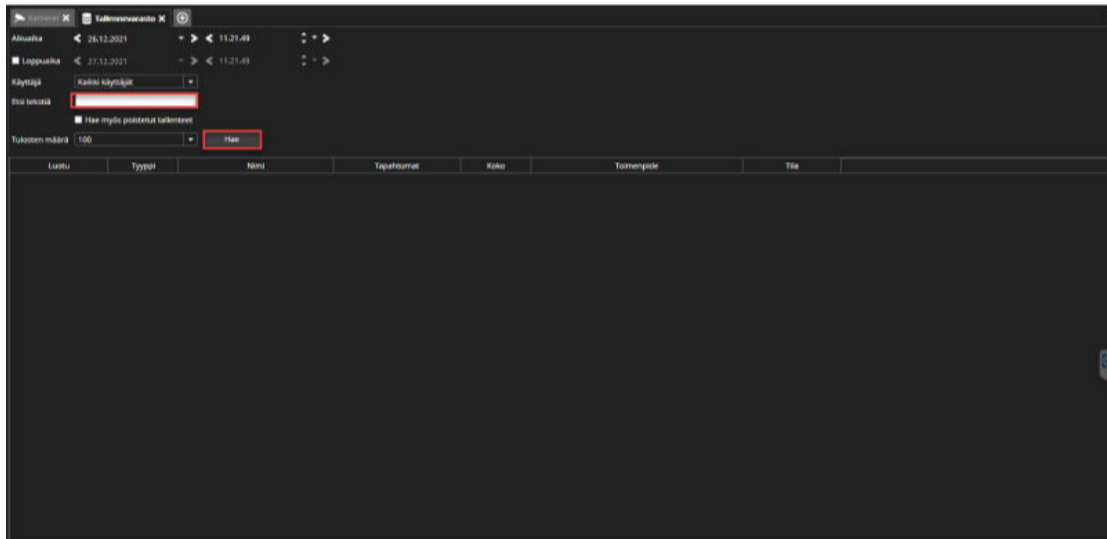 Kamerat Tallennevarasto
Alkuaika 26.12.2021 11.21.49
Loppuaika 27.12.2021 11.21.49
Käyttäjä Kaikki käyttäjät
Etsi tekstiä
Hae myös poistetut tallenteet
Tulosten määrä 100 Hae
Luotu Tyyppi Nimi Tapahtumat Koko Toimenpide Tila